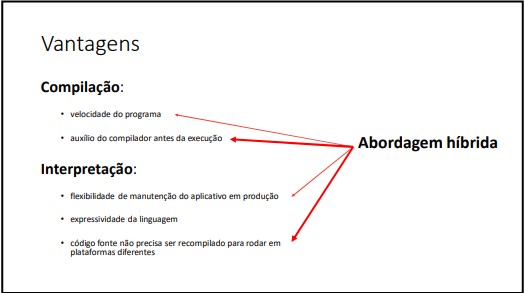 Vantagens
Compilação:
• velocidade do programa
• auxílio do compilador antes da execução
Abordagem híbrida
Interpretação:
• flexibilidade de manutenção do aplicativo em produção
• expressividade da linguagem
• código fonte não precisa ser recompilado para rodar em
plataformas diferentes